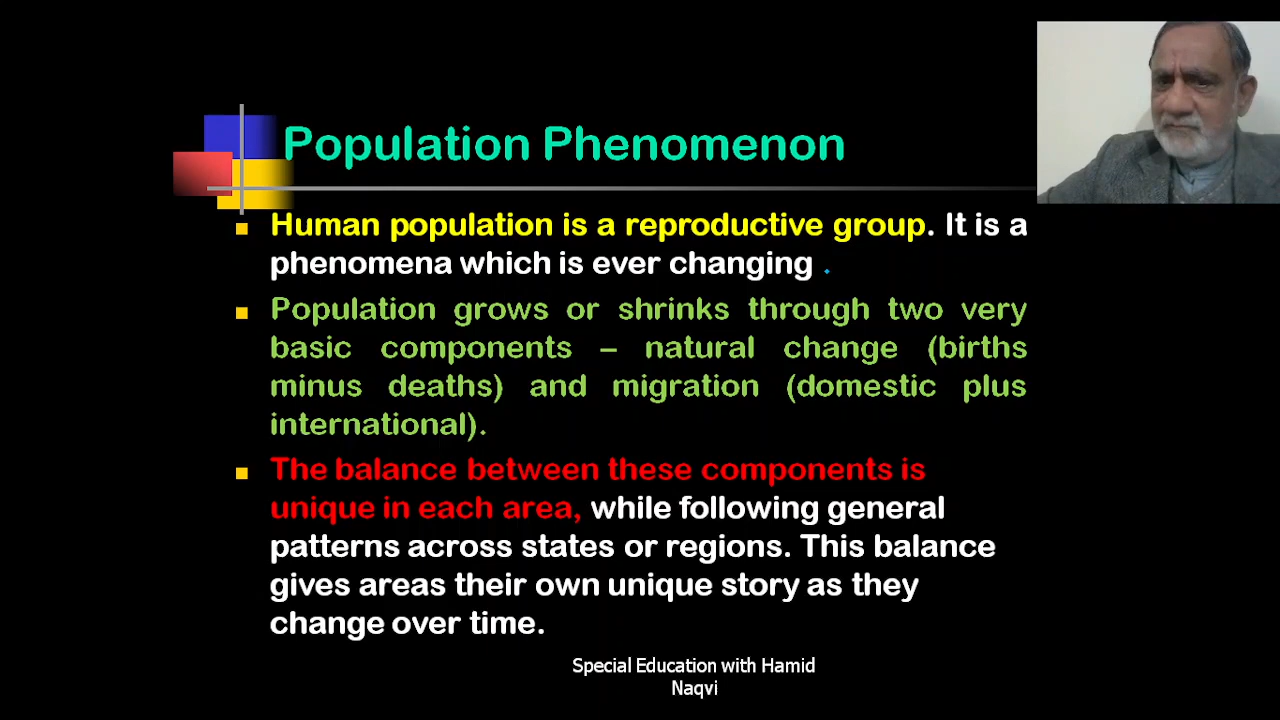 Population Phenomenon
Human population is a reproductive group. It is a
phenomena which is ever changing .
Population grows or shrinks through two very
basic components – natural change (births
minus deaths) and migration (domestic plus
international).
The balance between these components is
unique in each area, while following general
patterns across states or regions. This balance
gives areas their own unique story as they
change over time.
Special Education with Hamid
Naqvi